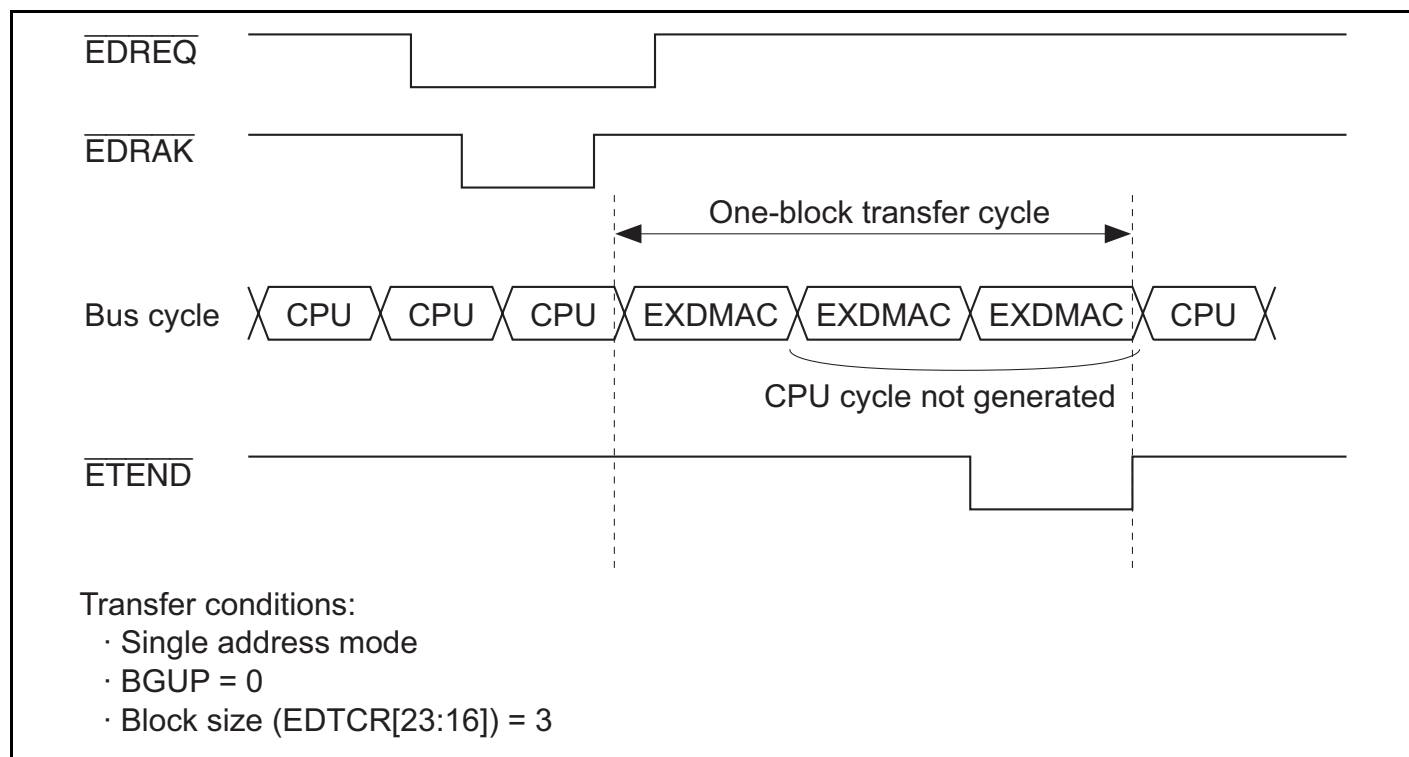 EDREQ
EDRAK
One-block transfer cycle
Bus cycle CPU CPU CPU EXDMAC EXDMAC EXDMAC CPU
CPU cycle not generated
ETEND
Transfer conditions:
· Single address mode
· BGUP = 0
· Block size (EDTCR[23:16]) = 3